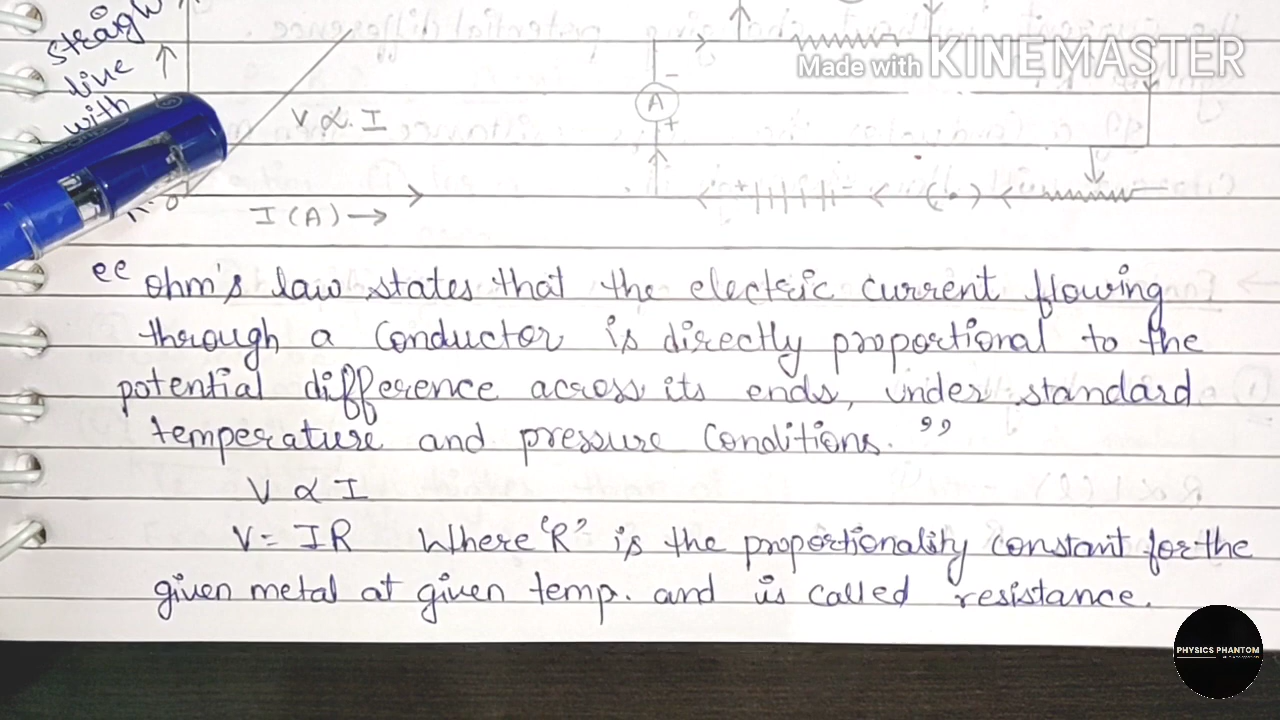 straight
line
with
V ∝ I
I (A) →
A
−
+
+
−
(.)
Made with KINEMASTER
“ ohm's law states that the electric current flowing
through a conductor is directly proportional to the
potential difference across its ends, under standard
temperature and pressure conditions. ”
V ∝ I
V = IR Where ‘R’ is the proportionality constant for the
given metal at given temp. and is called resistance.
PHYSICS PHANTOM